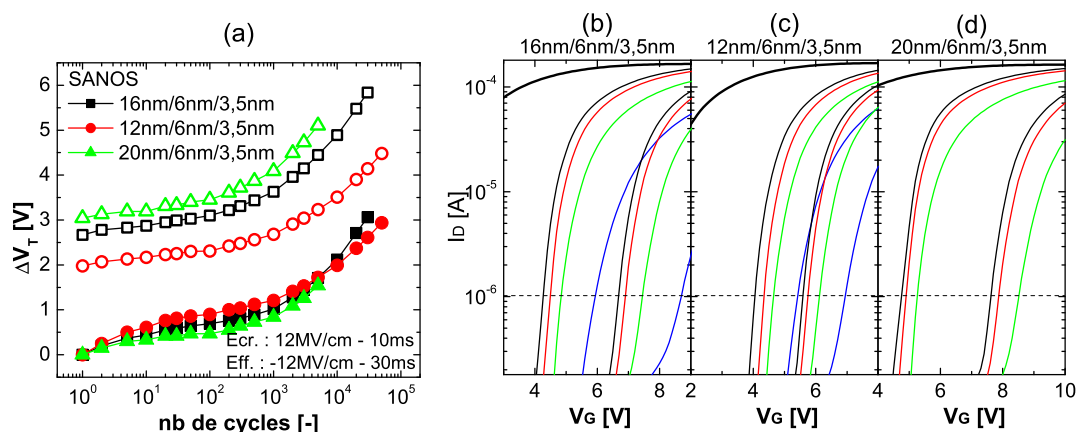 (a)
SANOS
16nm/6nm/3,5nm
12nm/6nm/3,5nm
20nm/6nm/3,5nm
Ecr. : 12MV/cm - 10ms
Eff. : -12MV/cm - 30ms
ΔV_T [V]
6
5
4
3
2
1
0
10^0 10^1 10^2 10^3 10^4 10^5
nb de cycles [-]
(b) (c) (d)
16nm/6nm/3,5nm 12nm/6nm/3,5nm 20nm/6nm/3,5nm
I_D [A]
10^-4
10^-5
10^-6
4 6 8 2 4 6 8 4 6 8 10
V_G [V] V_G [V] V_G [V]